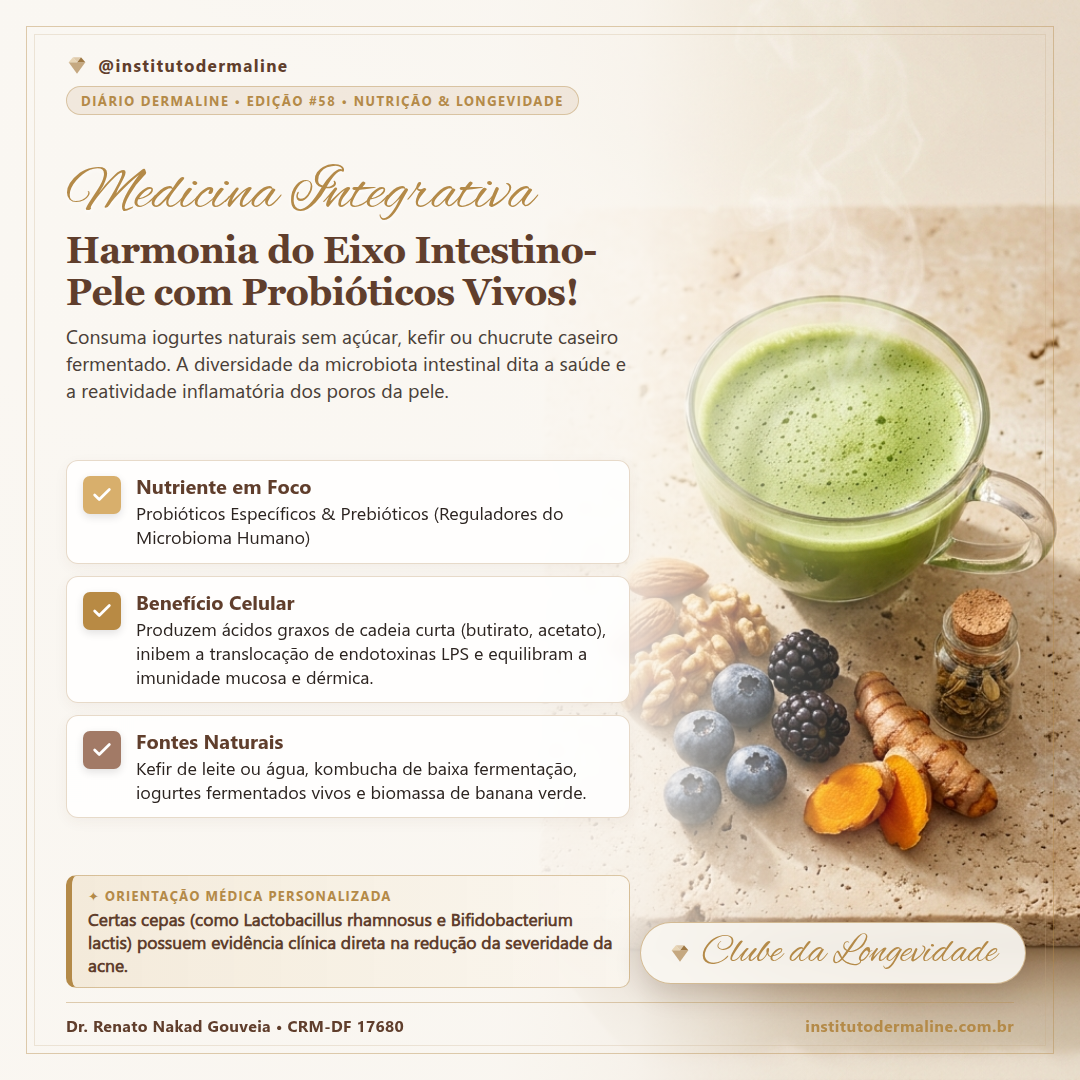 @institutodermaline
DIÁRIO DERMALINE • EDIÇÃO #58 • NUTRIÇÃO & LONGEVIDADE
Medicina Integrativa
Harmonia do Eixo Intestino-
Pele com Probióticos Vivos!
Consuma iogurtes naturais sem açúcar, kefir ou chucrute caseiro
fermentado. A diversidade da microbiota intestinal dita a saúde e
a reatividade inflamatória dos poros da pele.
Nutriente em Foco
Probióticos Específicos & Prebióticos (Reguladores do
Microbioma Humano)
Benefício Celular
Produzem ácidos graxos de cadeia curta (butirato, acetato),
inibem a translocação de endotoxinas LPS e equilibram a
imunidade mucosa e dérmica.
Fontes Naturais
Kefir de leite ou água, kombucha de baixa fermentação,
iogurtes fermentados vivos e biomassa de banana verde.
✦ ORIENTAÇÃO MÉDICA PERSONALIZADA
Certas cepas (como Lactobacillus rhamnosus e Bifidobacterium
lactis) possuem evidência clínica direta na redução da severidade da
acne.
Clube da Longevidade
Dr. Renato Nakad Gouveia • CRM-DF 17680
institutodermaline.com.br